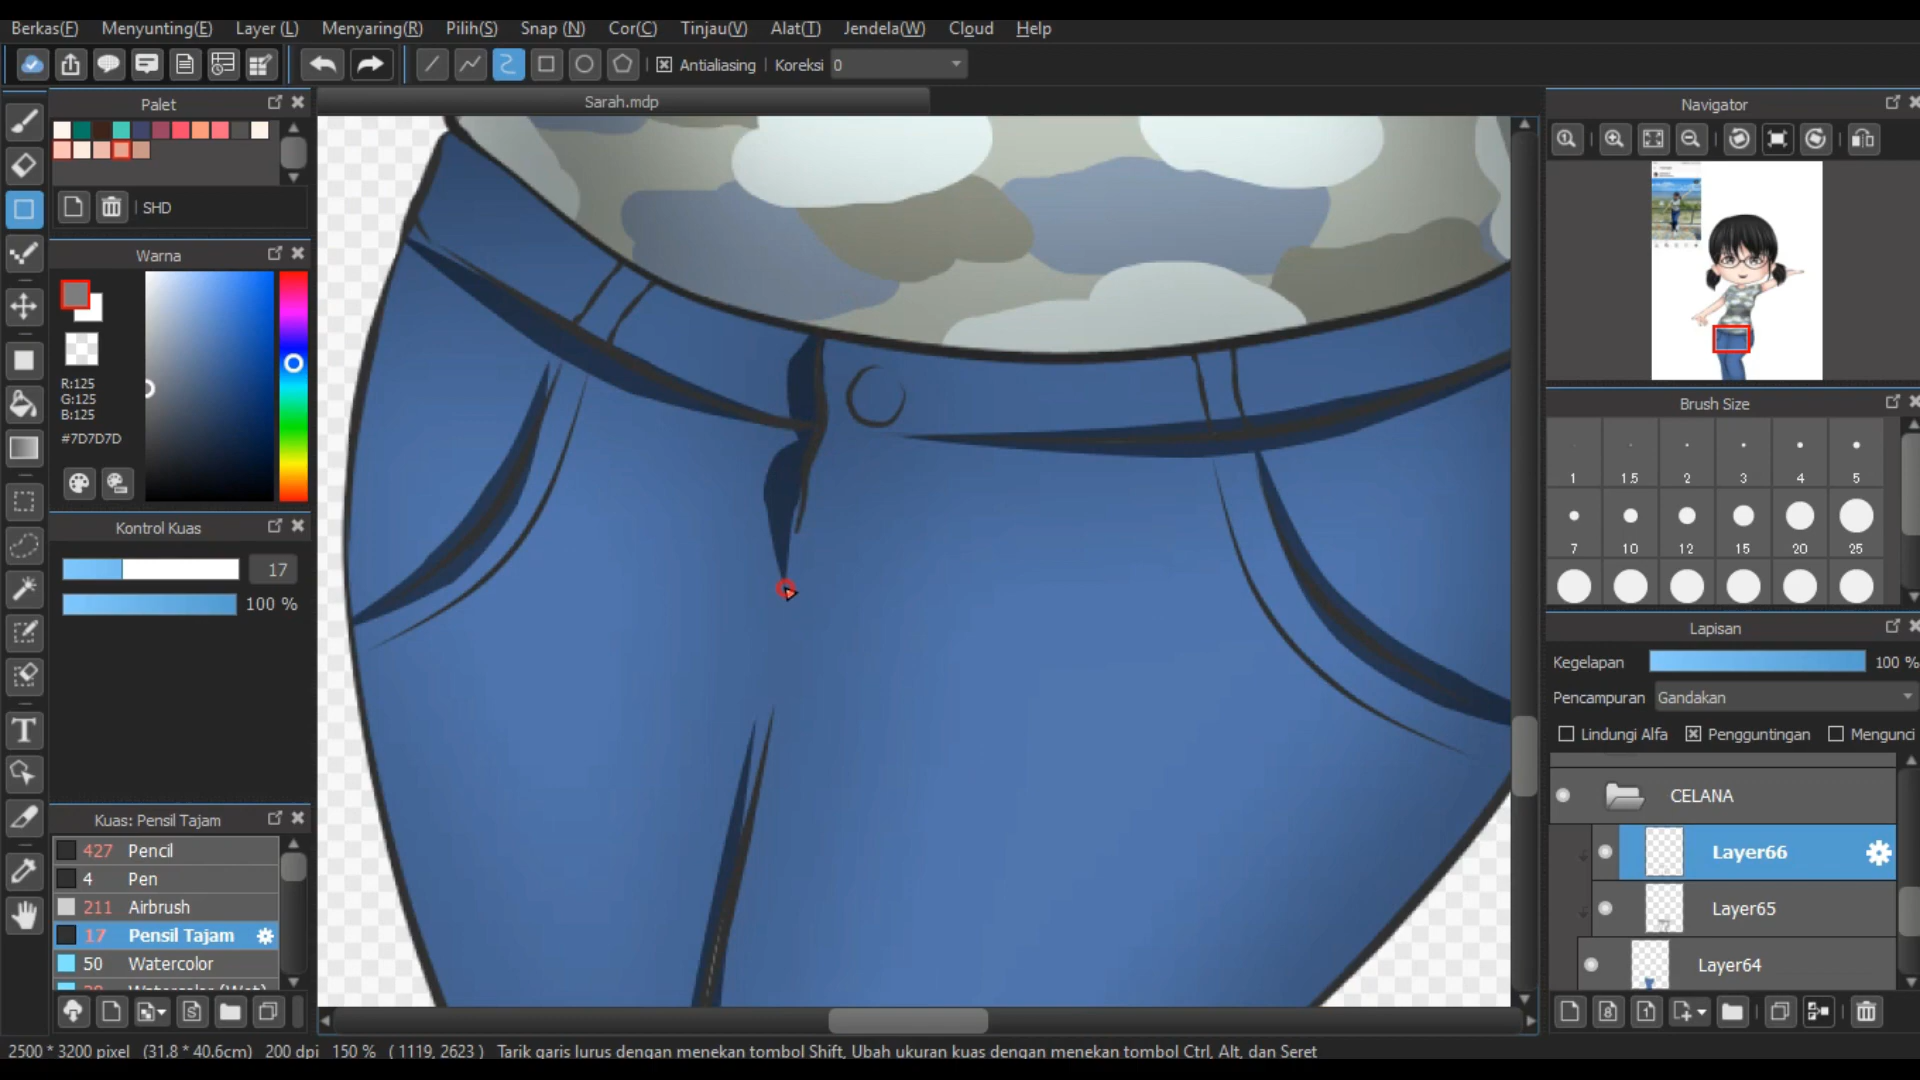 Berkas(F) Menyunting(E) Layer (L) Menyaring(R) Pilih(S) Snap (N) Cor(C) Tinjau(V) Alat(T) Jendela(W) Cloud Help
Antialiasing Koreksi 0
Palet
SHD
Warna
R:125
G:125
B:125
#7D7D7D
Kontrol Kuas
17
100 %
Kuas: Pensil Tajam
427 Pencil
4 Pen
211 Airbrush
17 Pensil Tajam
50 Watercolor
Sarah.mdp
Navigator
Brush Size
1 1.5 2 3 4 5
7 10 12 15 20 25
Lapisan
Kegelapan 100 %
Pencampuran Gandakan
Lindungi Alfa Pengguntingan Mengunci
CELANA
Layer66
Layer65
Layer64
2500 * 3200 pixel (31.8 * 40.6cm) 200 dpi 150 % ( 1119, 2623 ) Tarik garis lurus dengan menekan tombol Shift, Ubah ukuran kuas dengan menekan tombol Ctrl, Alt, dan Seret